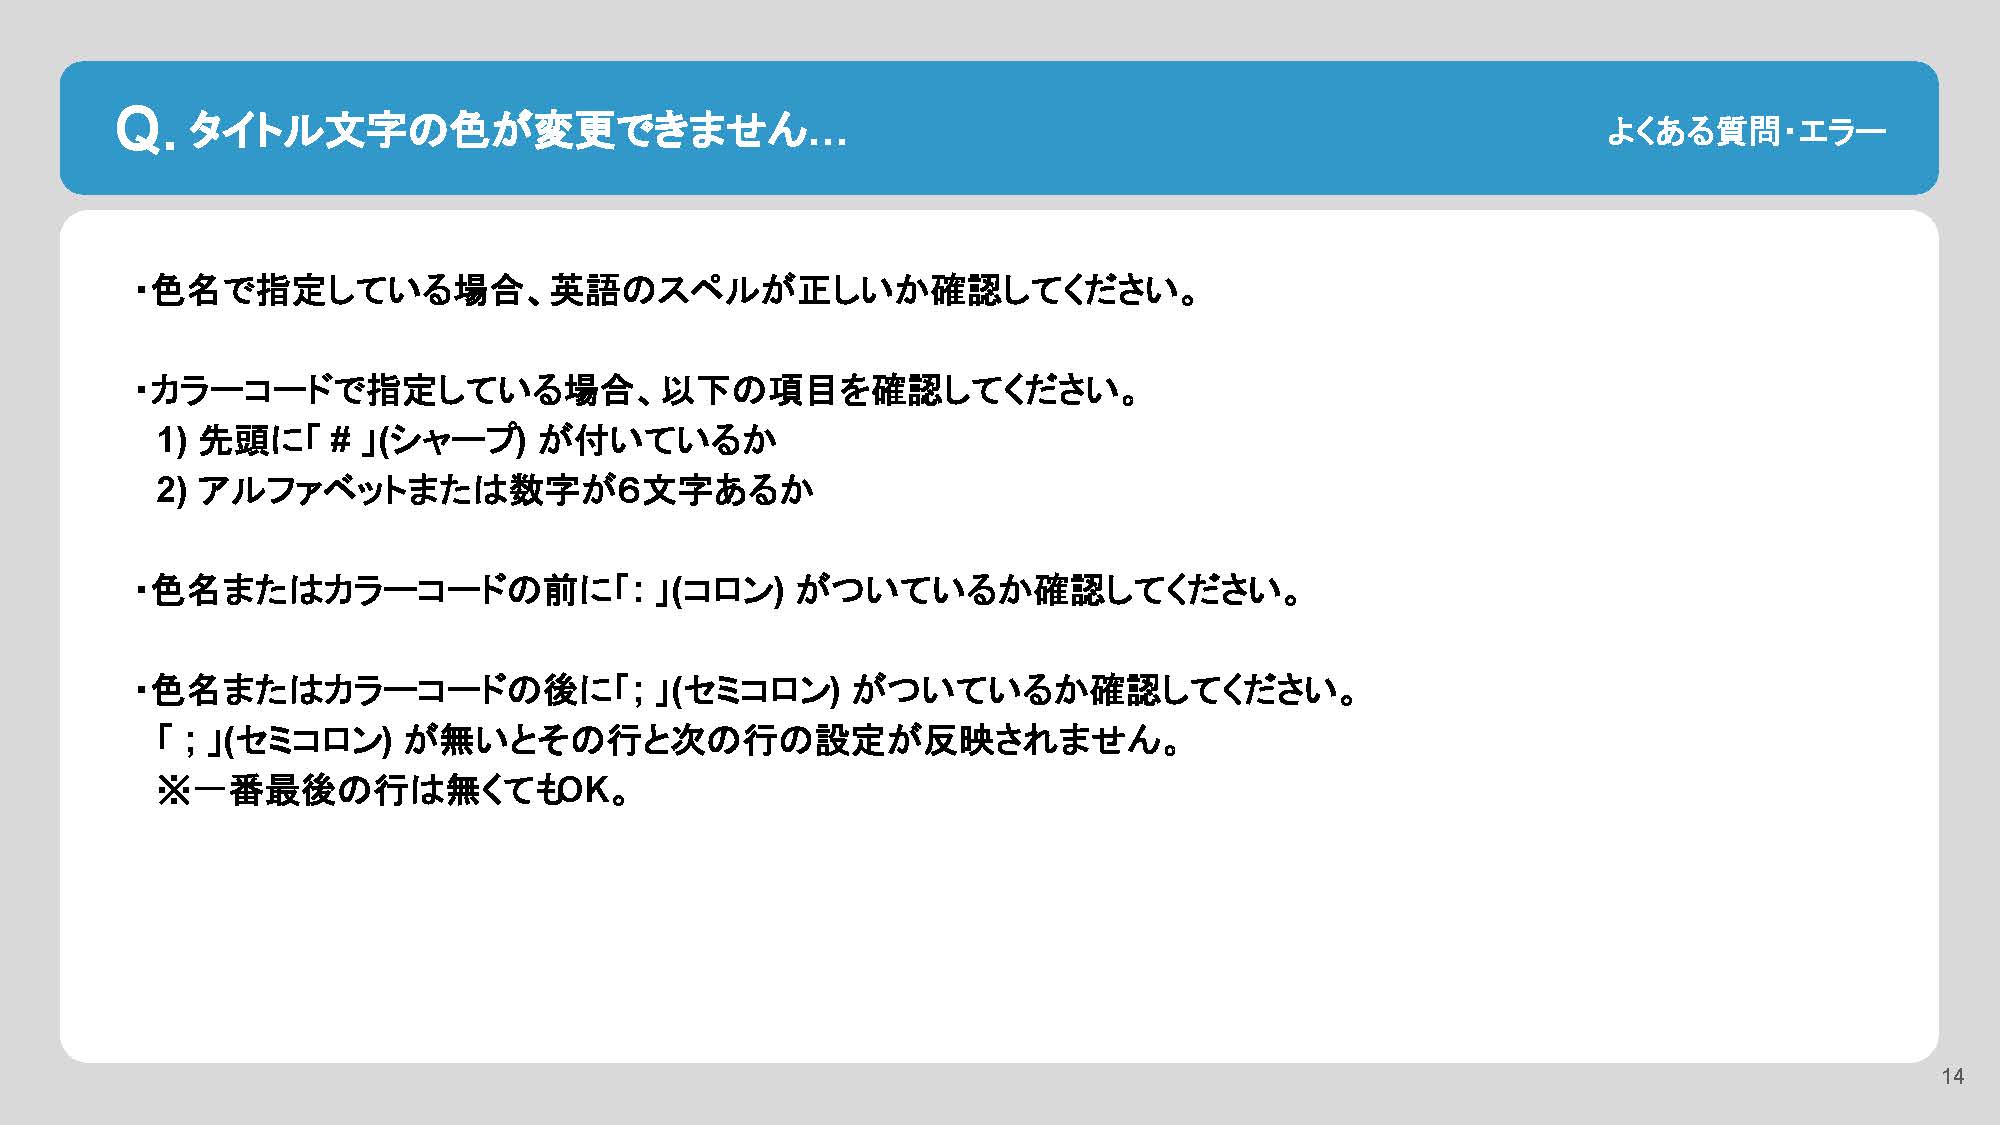 Q. タイトル文字の色が変更できません...
よくある質問・エラー
・色名で指定している場合、英語のスペルが正しいか確認してください。
・カラーコードで指定している場合、以下の項目を確認してください。
1) 先頭に「 # 」(シャープ) が付いているか
2) アルファベットまたは数字が6文字あるか
・色名またはカラーコードの前に「: 」(コロン) がついているか確認してください。
・色名またはカラーコードの後に「; 」(セミコロン) がついているか確認してください。
「 ; 」(セミコロン) が無いとその行と次の行の設定が反映されません。
※一番最後の行は無くてもOK。
14